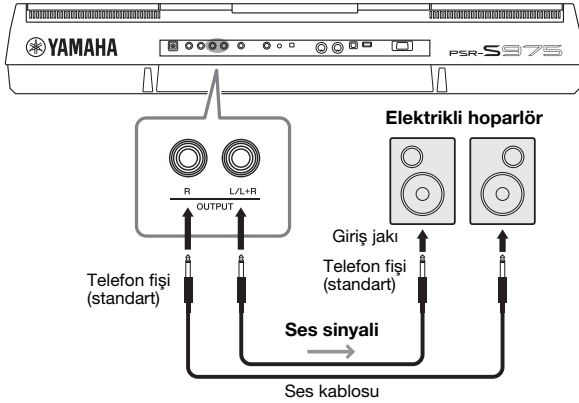 YAMAHA
PSR-S975
Elektrikli hoparlör
R
L/L+R
OUTPUT
Giriş jakı
Telefon fişi
(standart)
Telefon fişi
(standart)
Ses sinyali
Ses kablosu